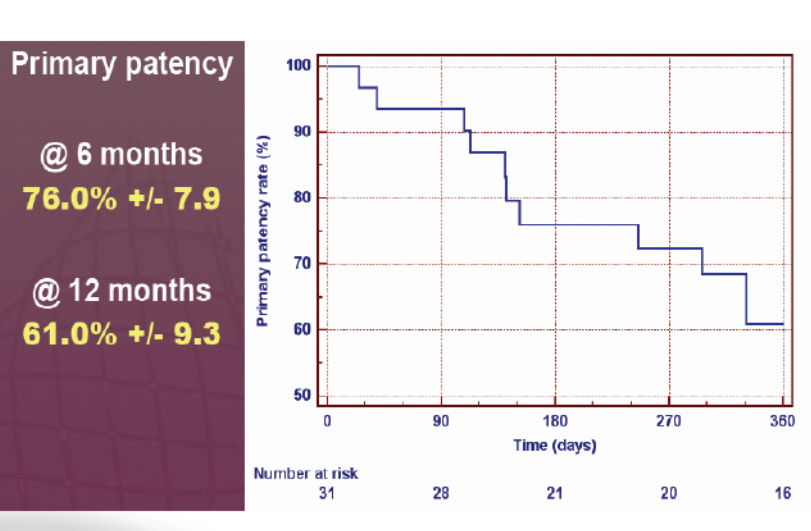 Primary patency
@ 6 months
76.0% +/- 7.9
@ 12 months
61.0% +/- 9.3
Primary patency rate (%)
100
90
80
70
60
50
0 90 180 270 360
Time (days)
Number at risk
31 28 21 20 16